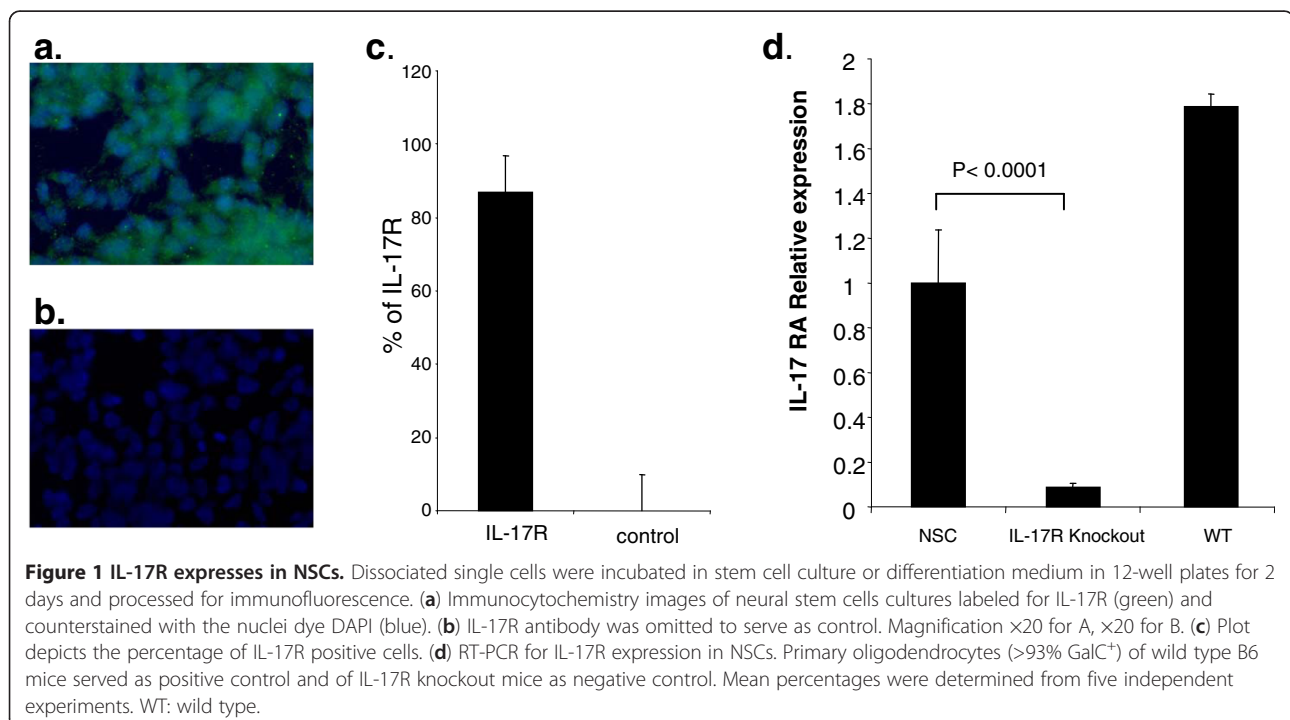 a.
b.
c.
120
100
80
60
40
20
0
% of IL-17R
IL-17R control
d.
2
1.8
1.6
1.4
1.2
1
0.8
0.6
0.4
0.2
0
IL-17 RA Relative expression
P< 0.0001
NSC IL-17R Knockout WT
Figure 1 IL-17R expresses in NSCs. Dissociated single cells were incubated in stem cell culture or differentiation medium in 12-well plates for 2
days and processed for immunofluorescence. (a) Immunocytochemistry images of neural stem cells cultures labeled for IL-17R (green) and
counterstained with the nuclei dye DAPI (blue). (b) IL-17R antibody was omitted to serve as control. Magnification ×20 for A, ×20 for B. (c) Plot
depicts the percentage of IL-17R positive cells. (d) RT-PCR for IL-17R expression in NSCs. Primary oligodendrocytes (>93% GalC⁺) of wild type B6
mice served as positive control and of IL-17R knockout mice as negative control. Mean percentages were determined from five independent
experiments. WT: wild type.